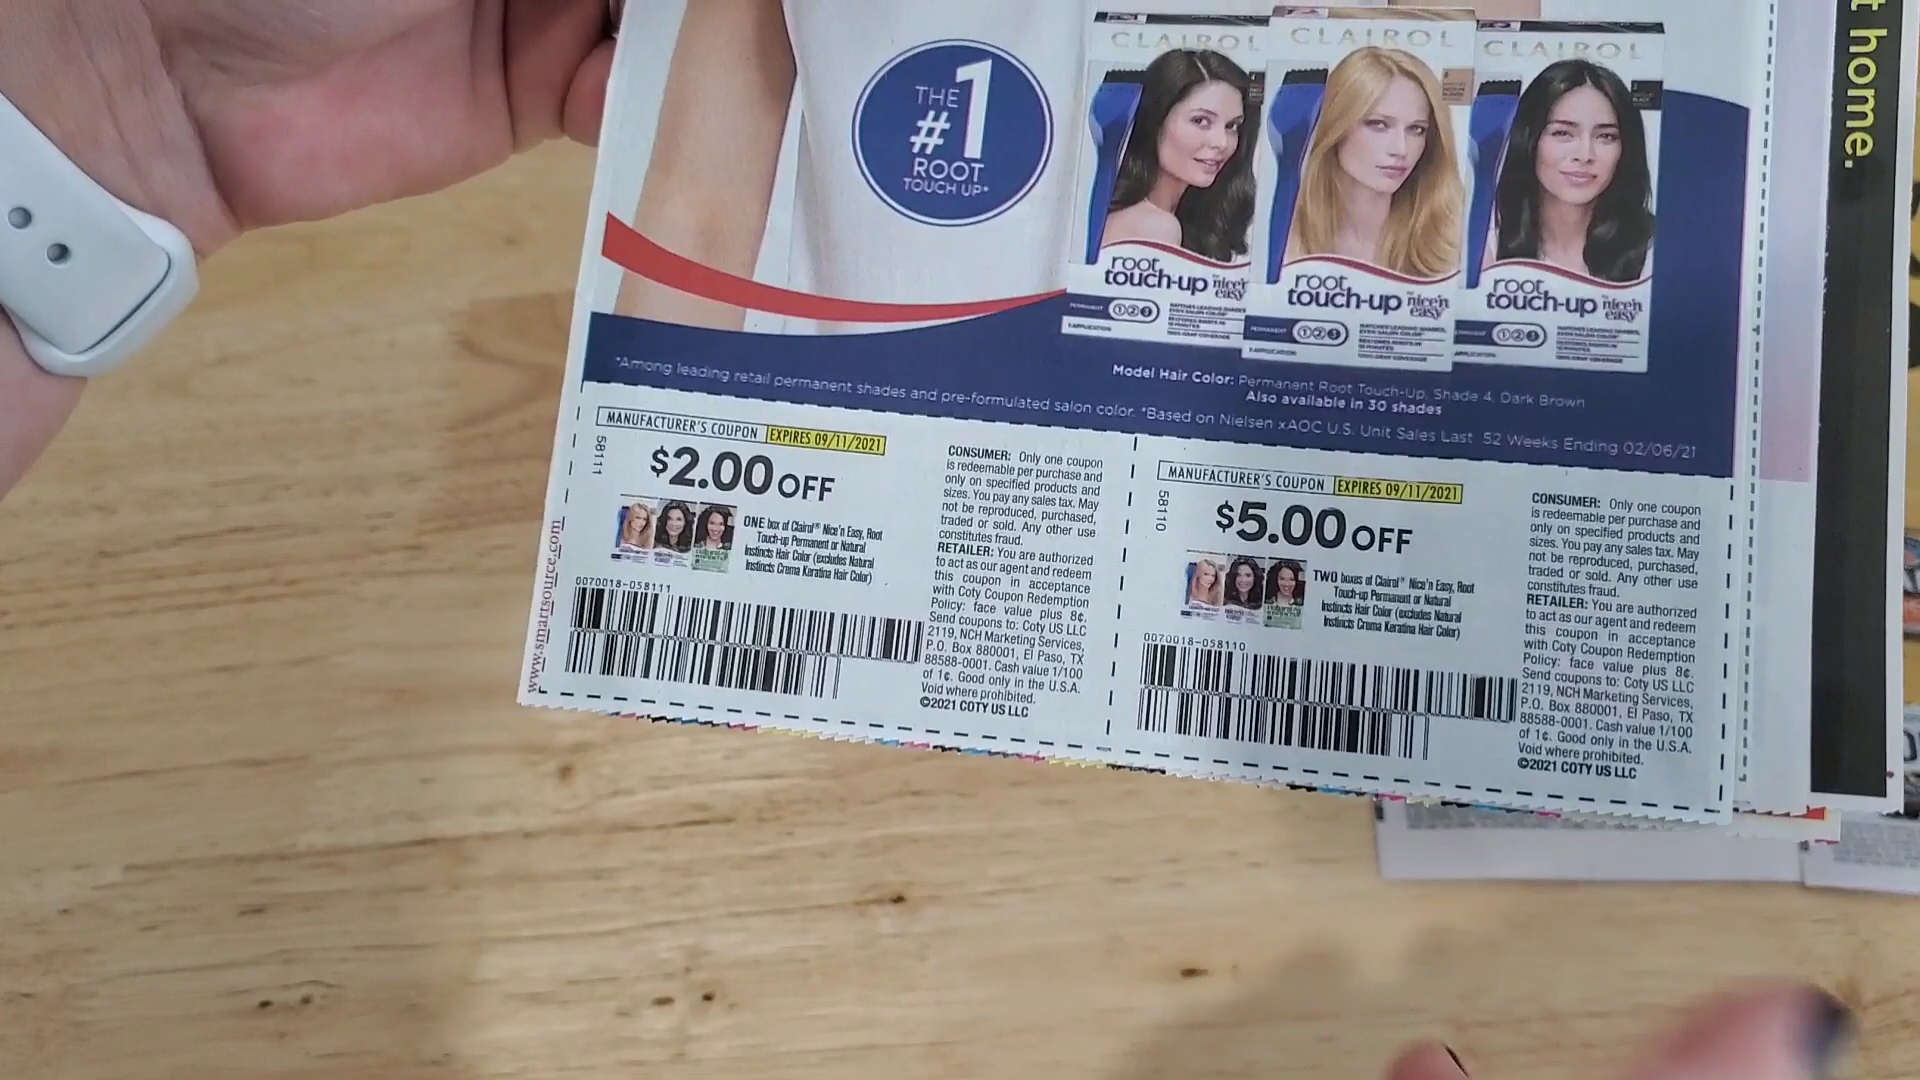 t home.
THE
#1
ROOT
TOUCH UP*
CLAIROL
CLAIROL
CLAIROL
root
touch-up
nice'n
easy
PERMANENT
①②③
root
touch-up
nice'n
easy
PERMANENT
①②③
root
touch-up
nice'n
easy
①②③
Model Hair Color: Permanent Root Touch-Up, Shade 4, Dark Brown
Also available in 30 shades
*Among leading retail permanent shades and pre-formulated salon color. *Based on Nielsen xAOC U.S. Unit Sales Last 52 Weeks Ending 02/06/21
MANUFACTURER'S COUPON EXPIRES 09/11/2021
58111
$2.00 OFF
ONE box of Clairol® Nice'n Easy, Root
Touch-up Permanent or Natural
Instincts Hair Color (excludes Natural
Instincts Crema Keratina Hair Color)
0070018-058111
www.smartsource.com
CONSUMER: Only one coupon
is redeemable per purchase and
only on specified products and
sizes. You pay any sales tax. May
not be reproduced, purchased,
traded or sold. Any other use
constitutes fraud.
RETAILER: You are authorized
to act as our agent and redeem
this coupon in acceptance
with Coty Coupon Redemption
Policy: face value plus 8¢.
Send coupons to: Coty US LLC
2119, NCH Marketing Services,
P.O. Box 880001, El Paso, TX
88588-0001. Cash value 1/100
of 1¢. Good only in the U.S.A.
Void where prohibited.
©2021 COTY US LLC
MANUFACTURER'S COUPON EXPIRES 09/11/2021
58110
$5.00 OFF
TWO boxes of Clairol® Nice'n Easy, Root
Touch-up Permanent or Natural
Instincts Hair Color (excludes Natural
Instincts Crema Keratina Hair Color)
0070018-058110
CONSUMER: Only one coupon
is redeemable per purchase and
only on specified products and
sizes. You pay any sales tax. May
not be reproduced, purchased,
traded or sold. Any other use
constitutes fraud.
RETAILER: You are authorized
to act as our agent and redeem
this coupon in acceptance
with Coty Coupon Redemption
Policy: face value plus 8¢.
Send coupons to: Coty US LLC
2119, NCH Marketing Services,
P.O. Box 880001, El Paso, TX
88588-0001. Cash value 1/100
of 1¢. Good only in the U.S.A.
Void where prohibited.
©2021 COTY US LLC